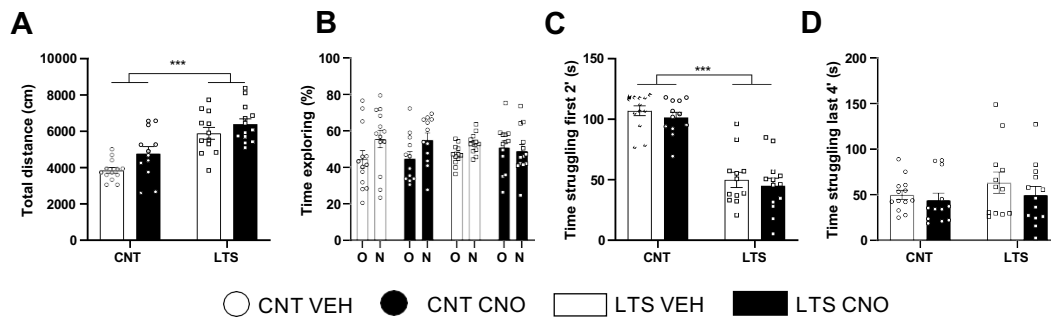 A
Total distance (cm)
10000
8000
6000
4000
2000
0
***
CNT
LTS
B
Time exploring (%)
100
80
60
40
20
0
O N O N O N O N
C
Time struggling first 2' (s)
150
100
50
0
***
CNT
LTS
D
Time struggling last 4' (s)
200
150
100
50
0
CNT
LTS
CNT VEH
CNT CNO
LTS VEH
LTS CNO